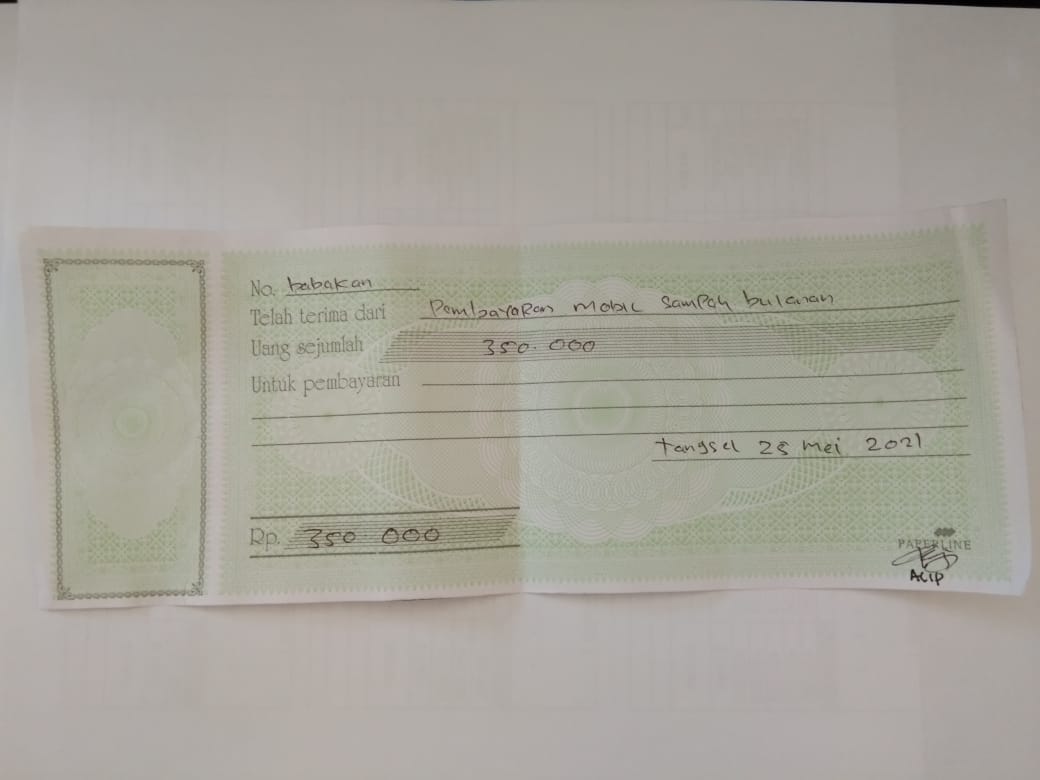 No. babakan
Telah terima dari Pembayaran mobil sampah bulanan
Uang sejumlah 350.000
Untuk pembayaran
Tangsel 25 Mei 2021
Rp. 350 000
PAPERLINE
ACIP